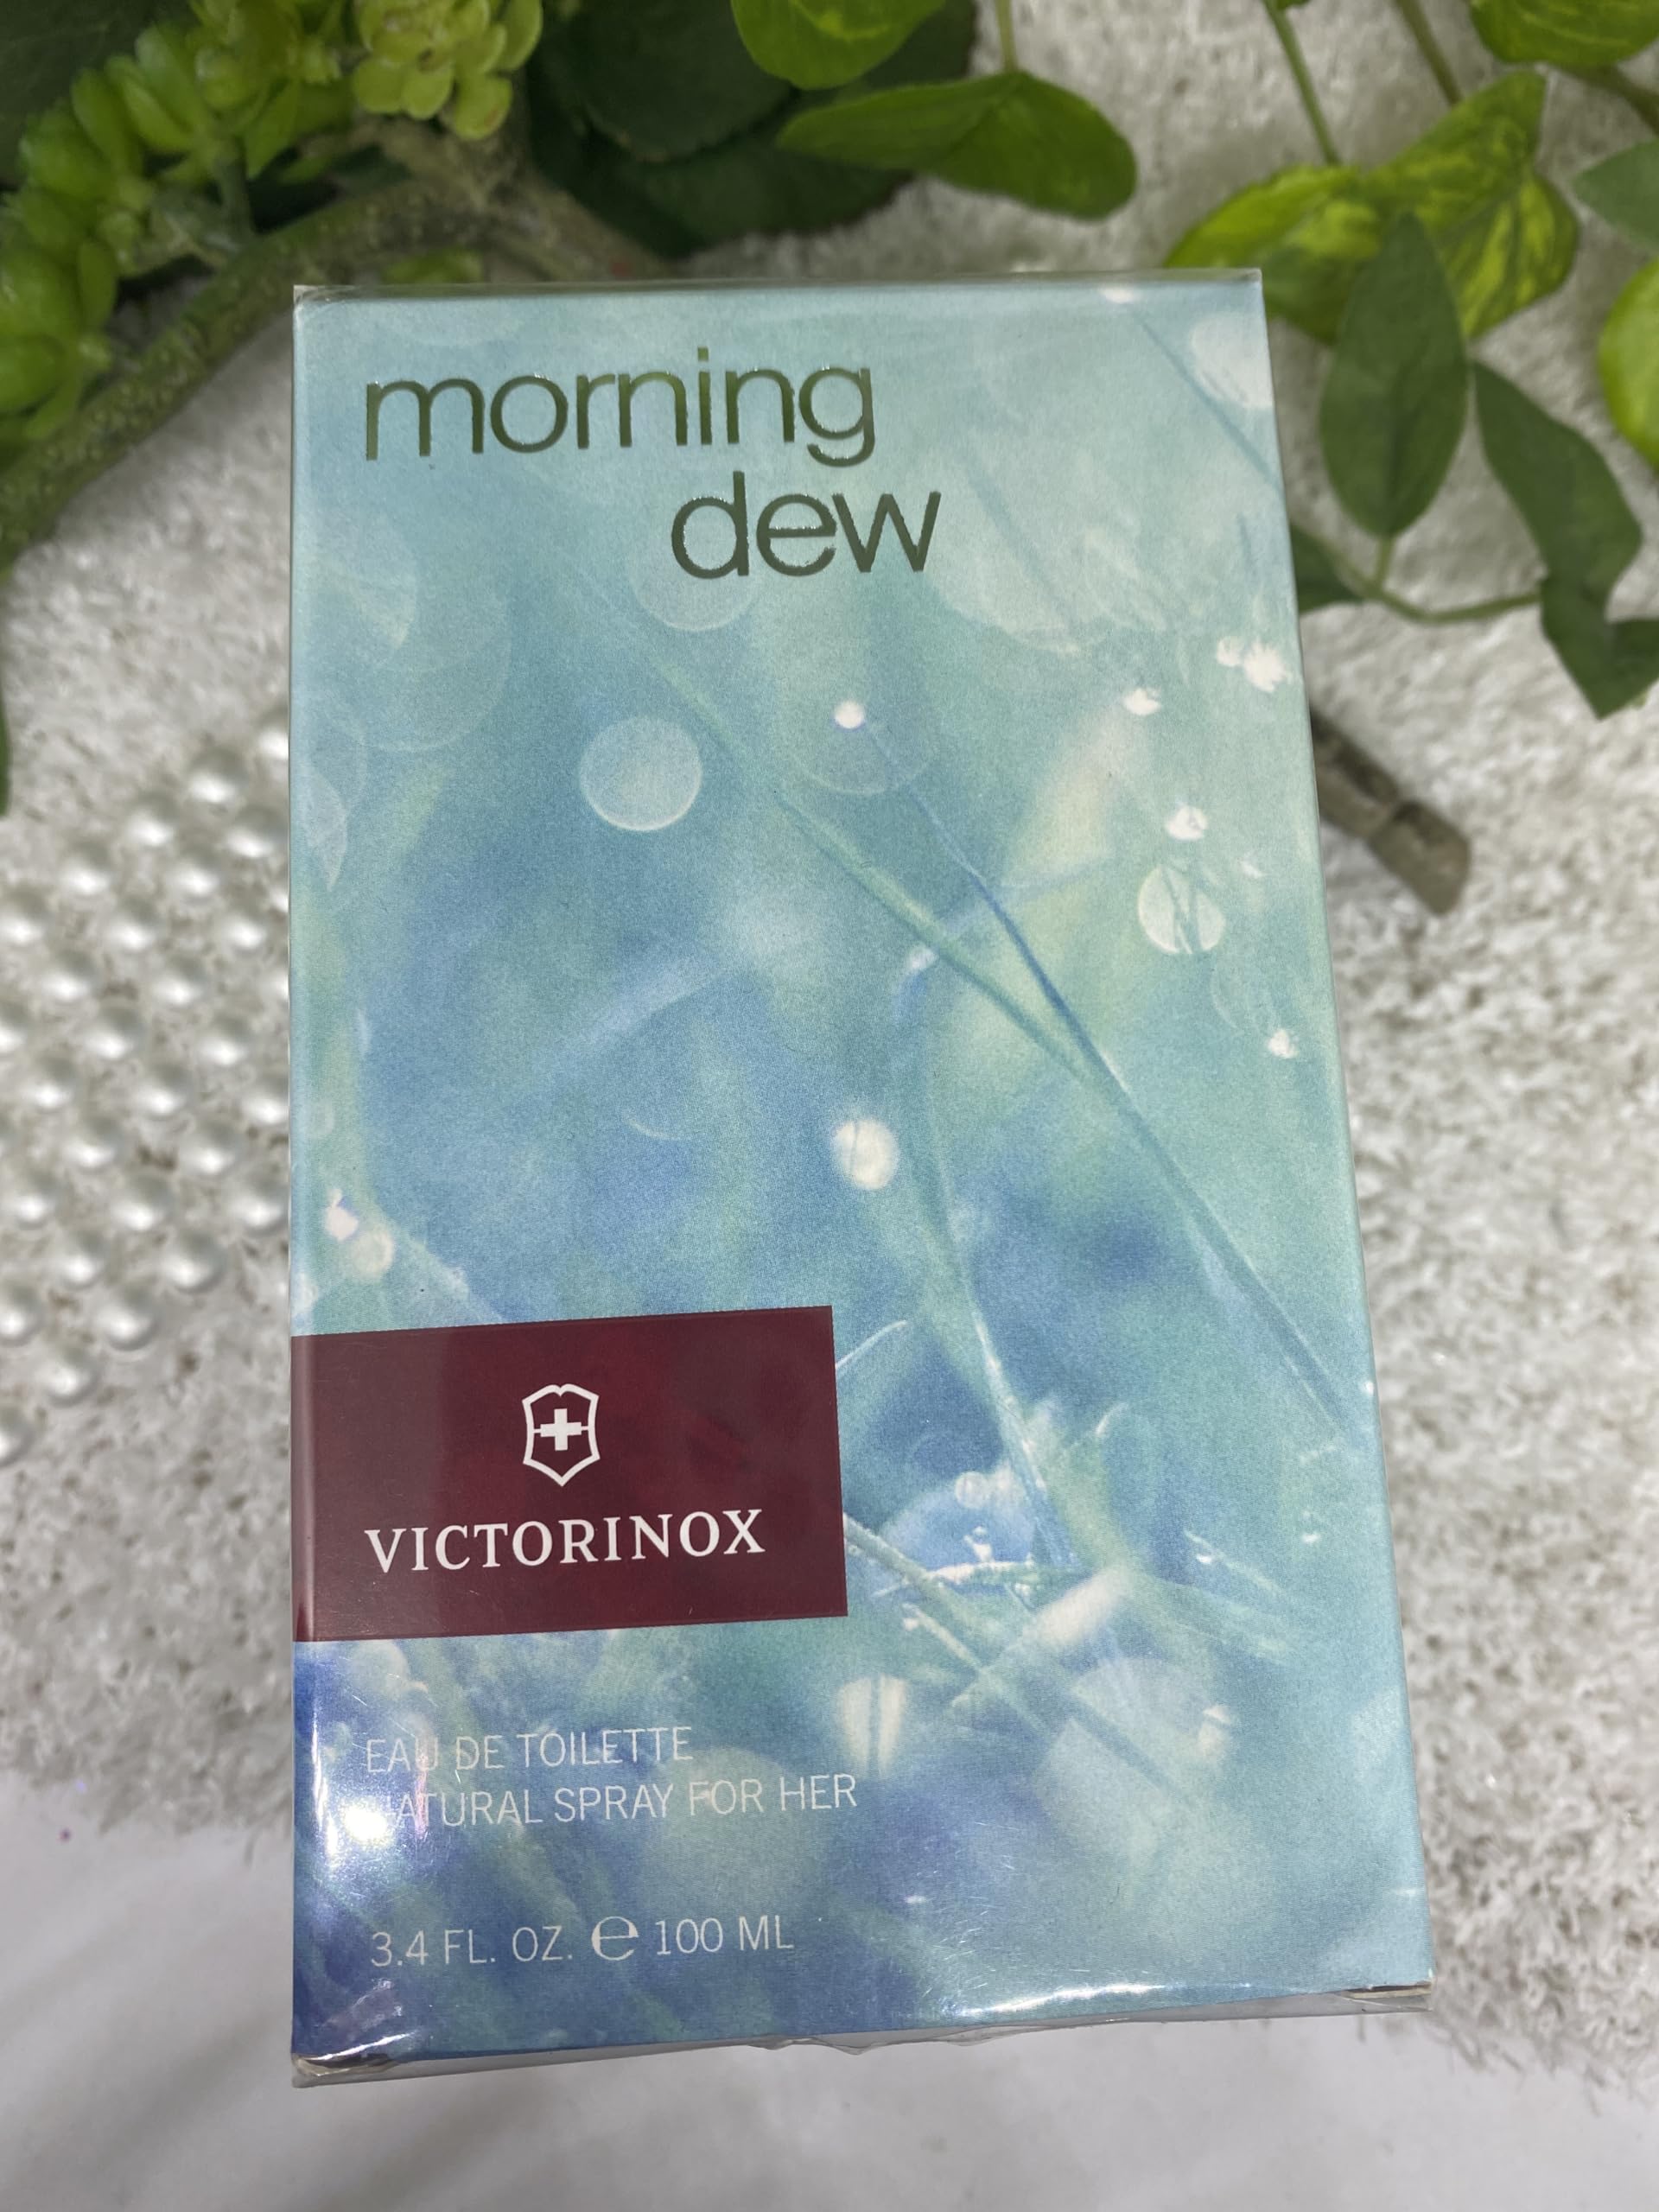 morning
dew
VICTORINOX
EAU DE TOILETTE
NATURAL SPRAY FOR HER
3.4 FL. OZ. ℮ 100 ML